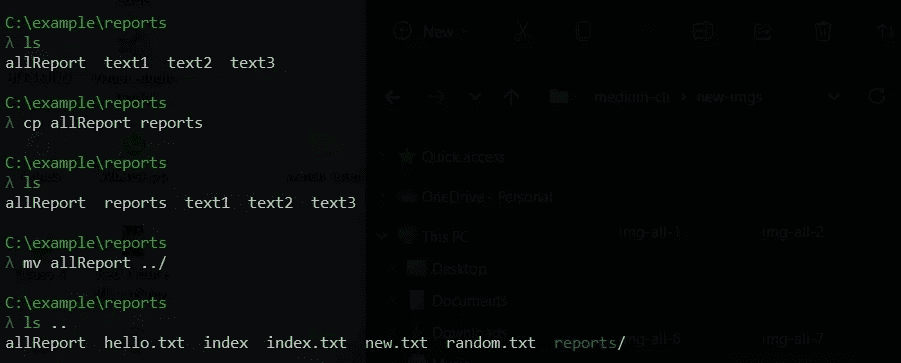 C:\example\reports
λ ls
allReport  text1  text2  text3
C:\example\reports
λ cp allReport reports
C:\example\reports
λ ls
allReport  reports  text1  text2  text3
C:\example\reports
λ mv allReport ../
C:\example\reports
λ ls ..
allReport  hello.txt  index  index.txt  new.txt  random.txt  reports/
New
medium-cli > new-imgs
Quick access
OneDrive - Personal
This PC
Desktop
Documents
Downloads
img-all-1  img-all-2
img-all-6  img-all-7